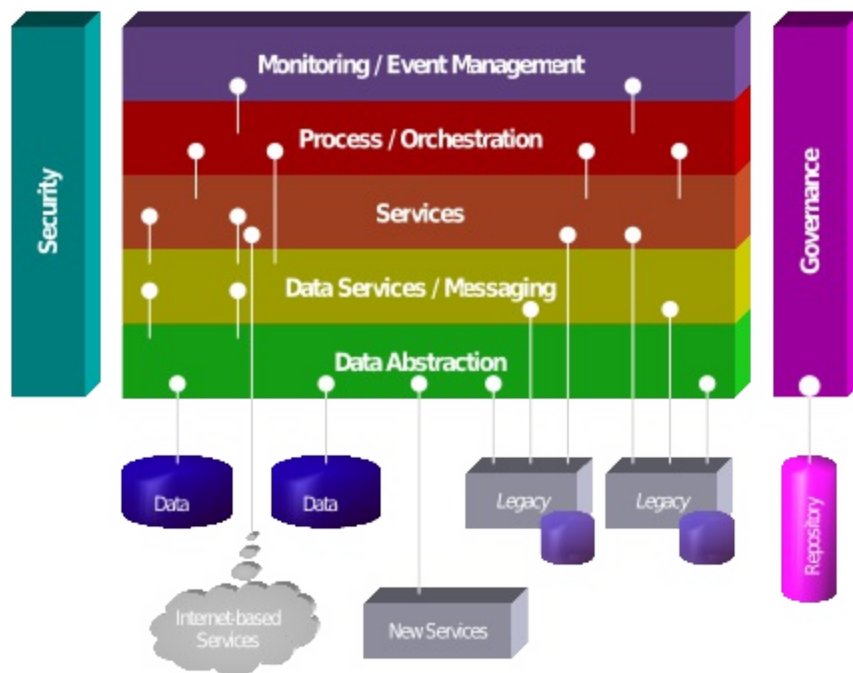 Security
Monitoring / Event Management
Process / Orchestration
Services
Data Services / Messaging
Data Abstraction
Governance
Data
Data
Legacy
Legacy
Repository
Internet-based
Services
New Services